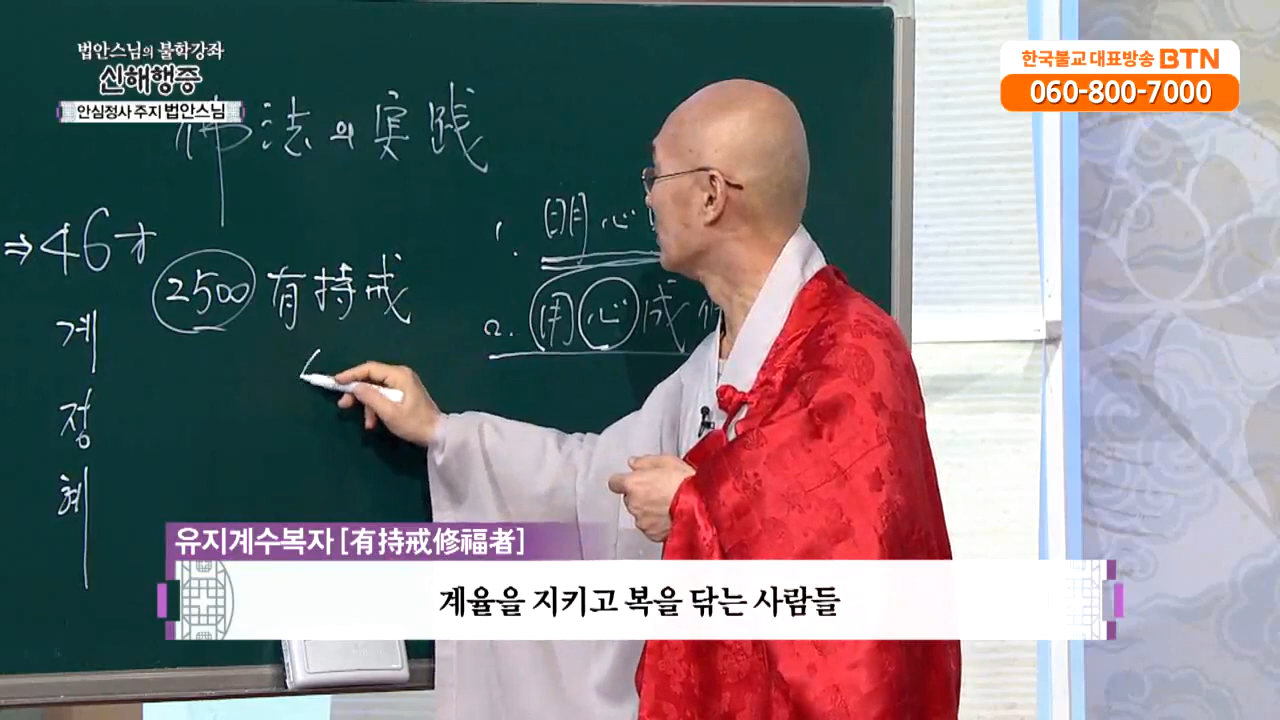 법안스님의 불학강좌
신해행증
안심정사 주지 법안스님
한국불교 대표방송 BTN
060-800-7000
佛法의 実践
⇒46才
2500 有持戒
계
정
혜
1. 明心
2. 用心 成
유지계수복자 [有持戒修福者]
계율을 지키고 복을 닦는 사람들